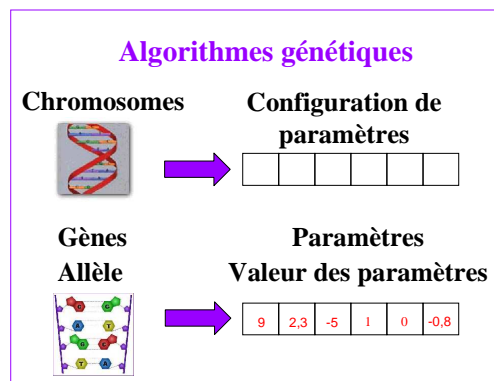 Algorithmes génétiques
Chromosomes
Configuration de
paramètres
Gènes
Allèle
Paramètres
Valeur des paramètres
C G
A T
G C
T A
9 2,3 -5 1 0 -0,8